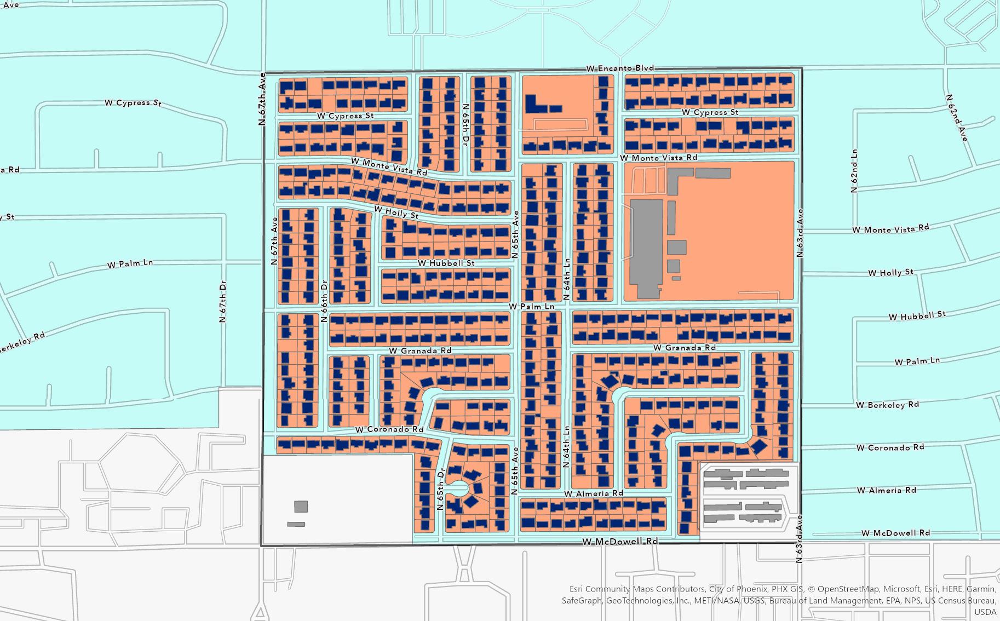 Ave
W Encanto Blvd
N 67th Ave
W Cypress St
N 62nd Ave
N 65th Dr
W Cypress St
W Cypress St
W Monte Vista Rd
W Monte Vista Rd
a Rd
N 62nd Ln
W Holly St
y St
N 67th Ave
N 65th Ave
N 63rd Ave
W Monte Vista Rd
W Hubbell St
W Palm Ln
W Holly St
N 64th Ln
N 67th Dr
N 66th Dr
W Palm Ln
W Hubbell St
Berkeley Rd
W Granada Rd
W Granada Rd
W Palm Ln
W Berkeley Rd
W Coronado Rd
N 64th Ln
W Coronado Rd
N 65th Dr
N 65th Ave
W Almeria Rd
W Almeria Rd
W McDowell Rd
N 63rd Ave
W McDowell Rd
Esri Community Maps Contributors, City of Phoenix, PHX GIS, © OpenStreetMap, Microsoft, Esri, HERE, Garmin,
SafeGraph, GeoTechnologies, Inc., METI/NASA, USGS, Bureau of Land Management, EPA, NPS, US Census Bureau,
USDA